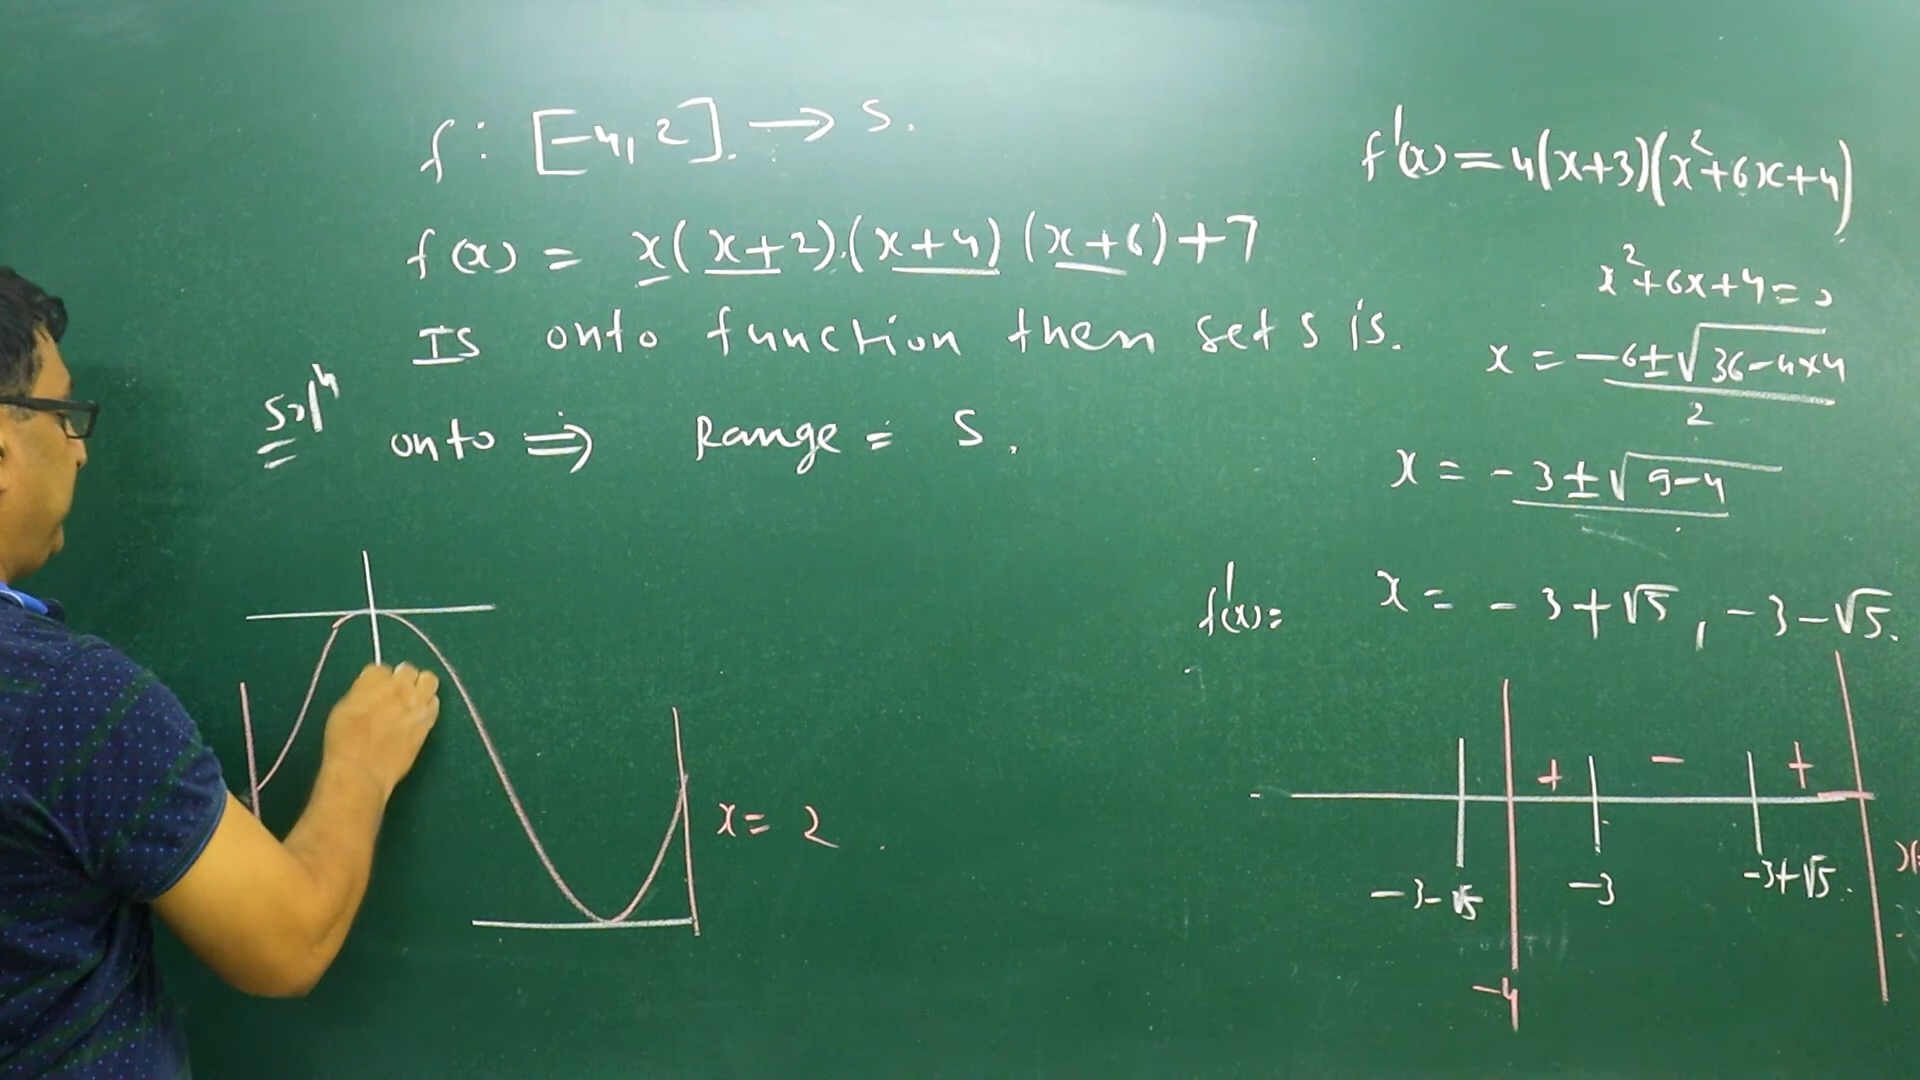 f : [-4, 2]. → S.
f(x) = x(x+2).(x+4)(x+6)+7
Is onto function then set S is.
Solⁿ onto ⇒ Range = S.
x = 2
f'(x) = 4(x+3)(x²+6x+4)
x²+6x+4=0
x = -6±√36-4×4
2
x = -3±√9-4
f'(x)= x = -3+√5, -3-√5.
+ - +
-3-√5 -3 -3+√5.
-4